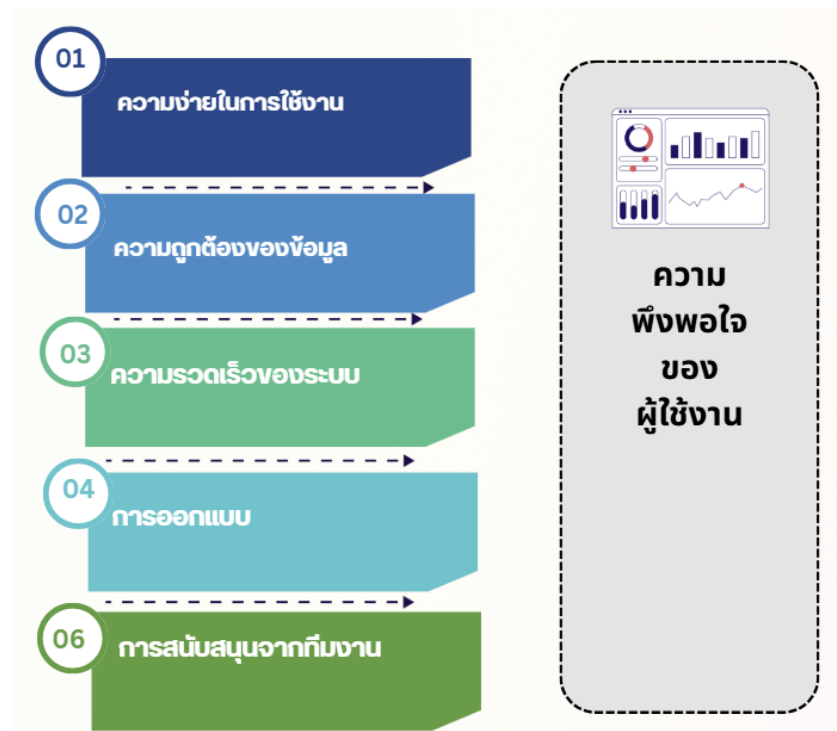 01
ความง่ายในการใช้งาน
02
ความถูกต้องของข้อมูล
03
ความรวดเร็วของระบบ
04
การออกแบบ
06
การสนับสนุนจากทีมงาน
ความ
พึงพอใจ
ของ
ผู้ใช้งาน